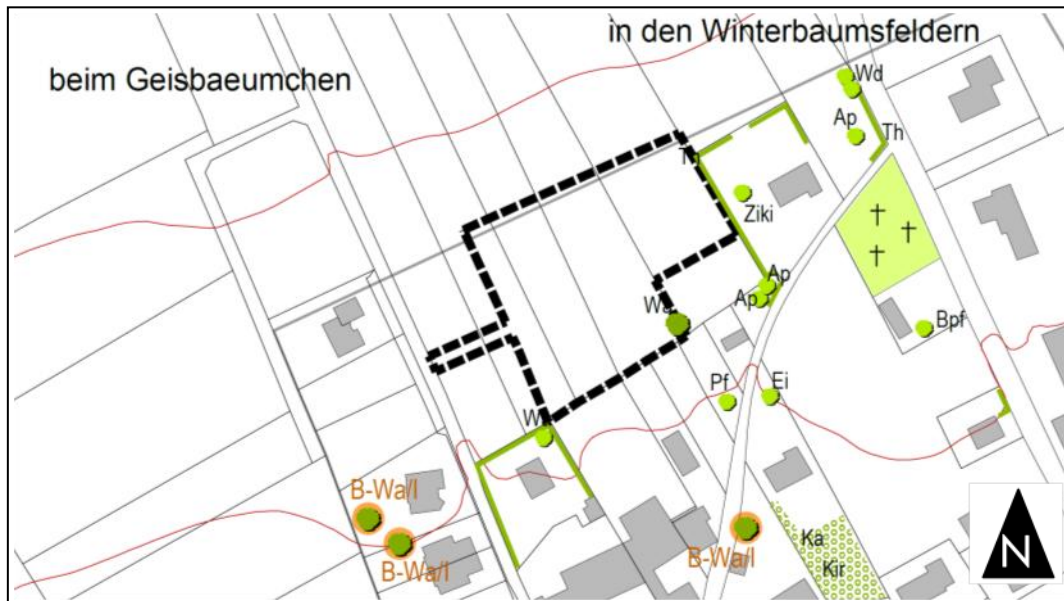 in den Winterbaumsfeldern
beim Geisbaeumchen
Wd
Ap
Th
Ziki
Ap
Ap
Wa
Bpf
Pf
Ei
B-Wa/I
B-Wa/I
B-Wa/I
Ka
Kir
N